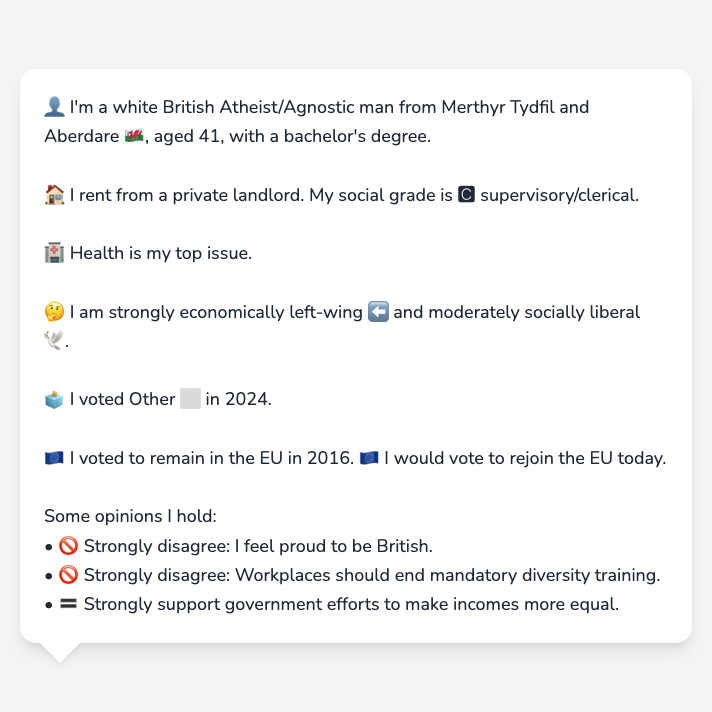 👤 I'm a white British Atheist/Agnostic man from Merthyr Tydfil and
Aberdare 🏴󠁧󠁢󠁷󠁬󠁳󠁿, aged 41, with a bachelor's degree.
🏠 I rent from a private landlord. My social grade is 🅲 supervisory/clerical.
🏥 Health is my top issue.
🤔 I am strongly economically left-wing ⬅️ and moderately socially liberal
🕊️.
🗳️ I voted Other ⬜ in 2024.
🇪🇺 I voted to remain in the EU in 2016. 🇪🇺 I would vote to rejoin the EU today.
Some opinions I hold:
• 🚫 Strongly disagree: I feel proud to be British.
• 🚫 Strongly disagree: Workplaces should end mandatory diversity training.
• 🟰 Strongly support government efforts to make incomes more equal.